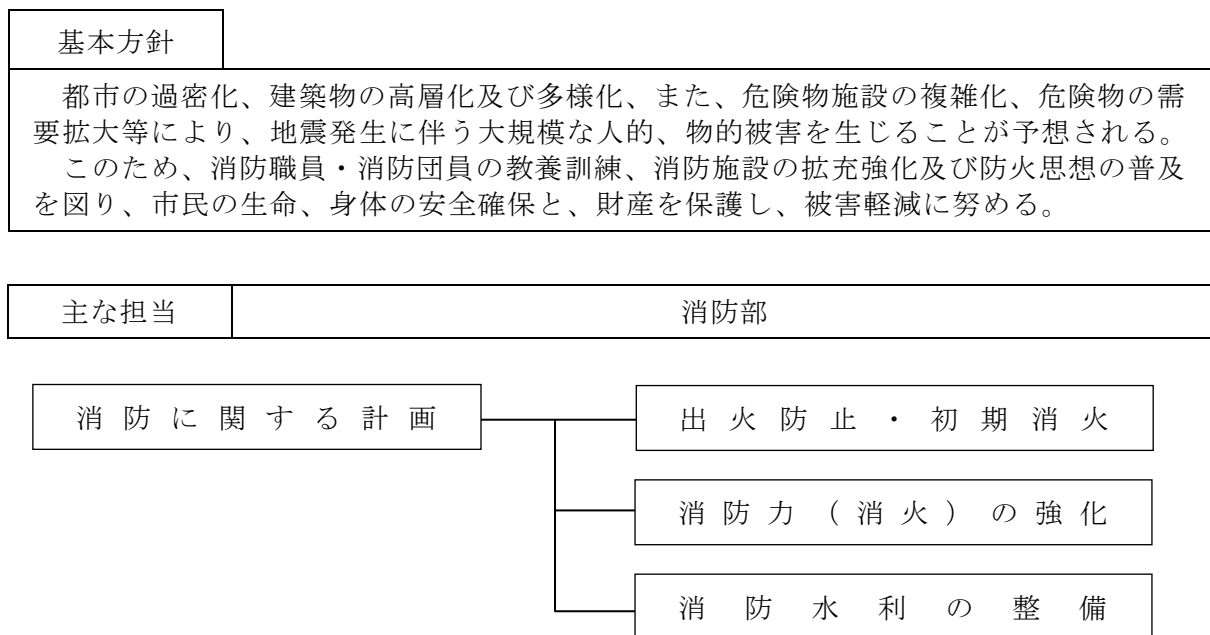 基本方針
都市の過密化、建築物の高層化及び多様化、また、危険物施設の複雑化、危険物の需
要拡大等により、地震発生に伴う大規模な人的、物的被害を生じることが予想される。
このため、消防職員・消防団員の教養訓練、消防施設の拡充強化及び防火思想の普及
を図り、市民の生命、身体の安全確保と、財産を保護し、被害軽減に努める。
主な担当 消防部
消防に関する計画 出火防止・初期消火
消防力(消火)の強化
消防水利の整備